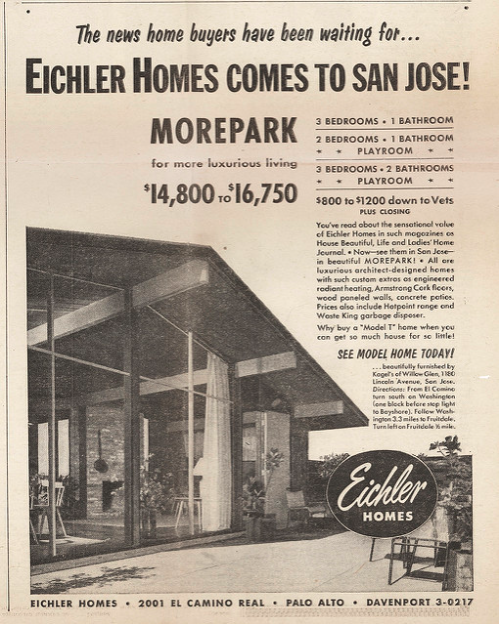 The news home buyers have been waiting for...
EICHLER HOMES COMES TO SAN JOSE!
MOREPARK
for more luxurious living
$14,800 TO $16,750
3 BEDROOMS • 1 BATHROOM
2 BEDROOMS • 1 BATHROOM
* * PLAYROOM * *
3 BEDROOMS • 2 BATHROOMS
* * PLAYROOM * *
$800 to $1200 down to Vets
PLUS CLOSING
You've read about the sensational value
of Eichler Homes in such magazines as
House Beautiful, Life and Ladies' Home
Journal. • Now—see them in San Jose—
in beautiful MOREPARK! • All are
luxurious architect-designed homes
with such custom extras as engineered
radiant heating, Armstrong Cork floors,
wood paneled walls, concrete patios.
Prices also include Hotpoint range and
Waste King garbage disposer.
Why buy a "Model T" home when you
can get so much house for so little!
SEE MODEL HOME TODAY!
... beautifully furnished by
Kagel's of Willow Glen, 1180
Lincoln Avenue, San Jose.
Directions: From El Camino
turn south on Washington
(one block before stop light
to Bayshore). Follow Wash-
ington 3.3 miles to Fruitdale.
Turn left on Fruitdale ¼ mile.
Eichler
HOMES
EICHLER HOMES • 2001 EL CAMINO REAL • PALO ALTO • DAVENPORT 3-0217